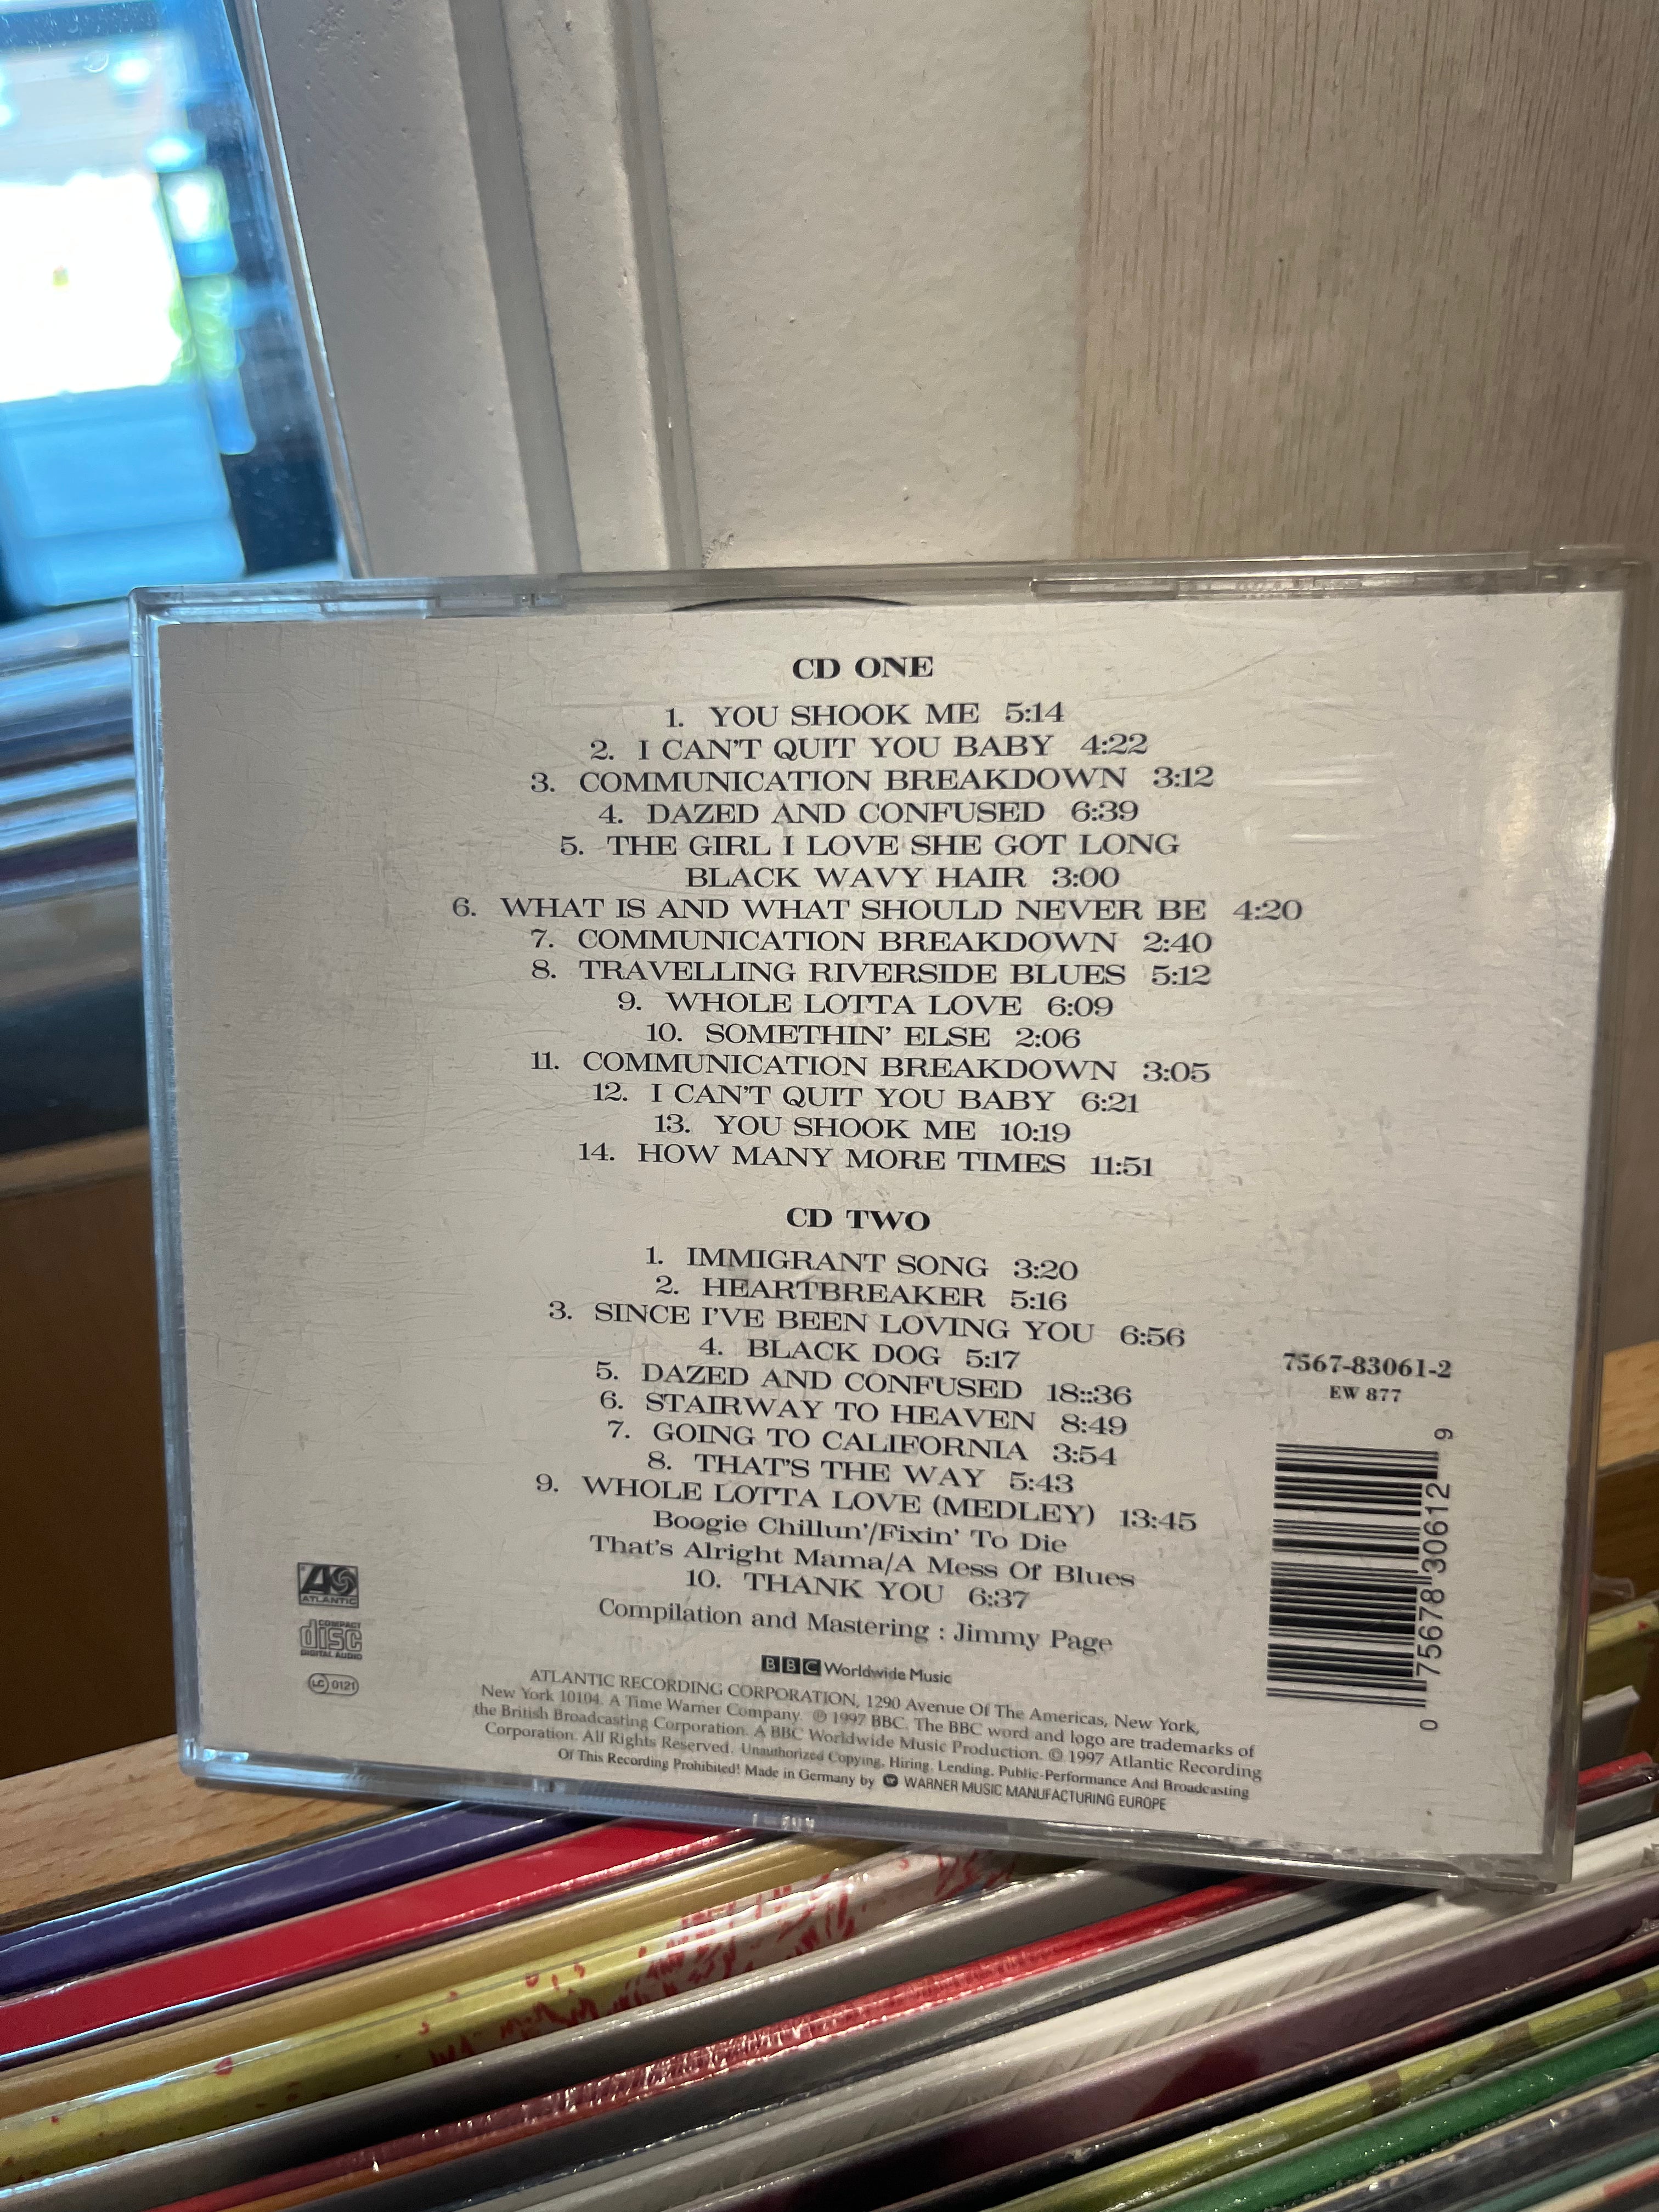 CD ONE
1. YOU SHOOK ME 5:14
2. I CAN'T QUIT YOU BABY 4:22
3. COMMUNICATION BREAKDOWN 3:12
4. DAZED AND CONFUSED 6:39
5. THE GIRL I LOVE SHE GOT LONG
BLACK WAVY HAIR 3:00
6. WHAT IS AND WHAT SHOULD NEVER BE 4:20
7. COMMUNICATION BREAKDOWN 2:40
8. TRAVELLING RIVERSIDE BLUES 5:12
9. WHOLE LOTTA LOVE 6:09
10. SOMETHIN' ELSE 2:06
11. COMMUNICATION BREAKDOWN 3:05
12. I CAN'T QUIT YOU BABY 6:21
13. YOU SHOOK ME 10:19
14. HOW MANY MORE TIMES 11:51
CD TWO
1. IMMIGRANT SONG 3:20
2. HEARTBREAKER 5:16
3. SINCE I'VE BEEN LOVING YOU 6:56
4. BLACK DOG 5:17
5. DAZED AND CONFUSED 18::36
6. STAIRWAY TO HEAVEN 8:49
7. GOING TO CALIFORNIA 3:54
8. THAT'S THE WAY 5:43
9. WHOLE LOTTA LOVE (MEDLEY) 13:45
Boogie Chillun'/Fixin' To Die
That's Alright Mama/A Mess Of Blues
10. THANK YOU 6:37
Compilation and Mastering : Jimmy Page
BBC Worldwide Music
ATLANTIC RECORDING CORPORATION, 1290 Avenue Of The Americas, New York,
New York 10104. A Time Warner Company. ℗ 1997 BBC. The BBC word and logo are trademarks of
the British Broadcasting Corporation. A BBC Worldwide Music Production. © 1997 Atlantic Recording
Corporation. All Rights Reserved. Unauthorized Copying, Hiring, Lending, Public-Performance And Broadcasting
Of This Recording Prohibited! Made in Germany by WARNER MUSIC MANUFACTURING EUROPE
ATLANTIC
COMPACT
disc
DIGITAL AUDIO
LC 0121
7567-83061-2
EW 877
0 75678 30612 9